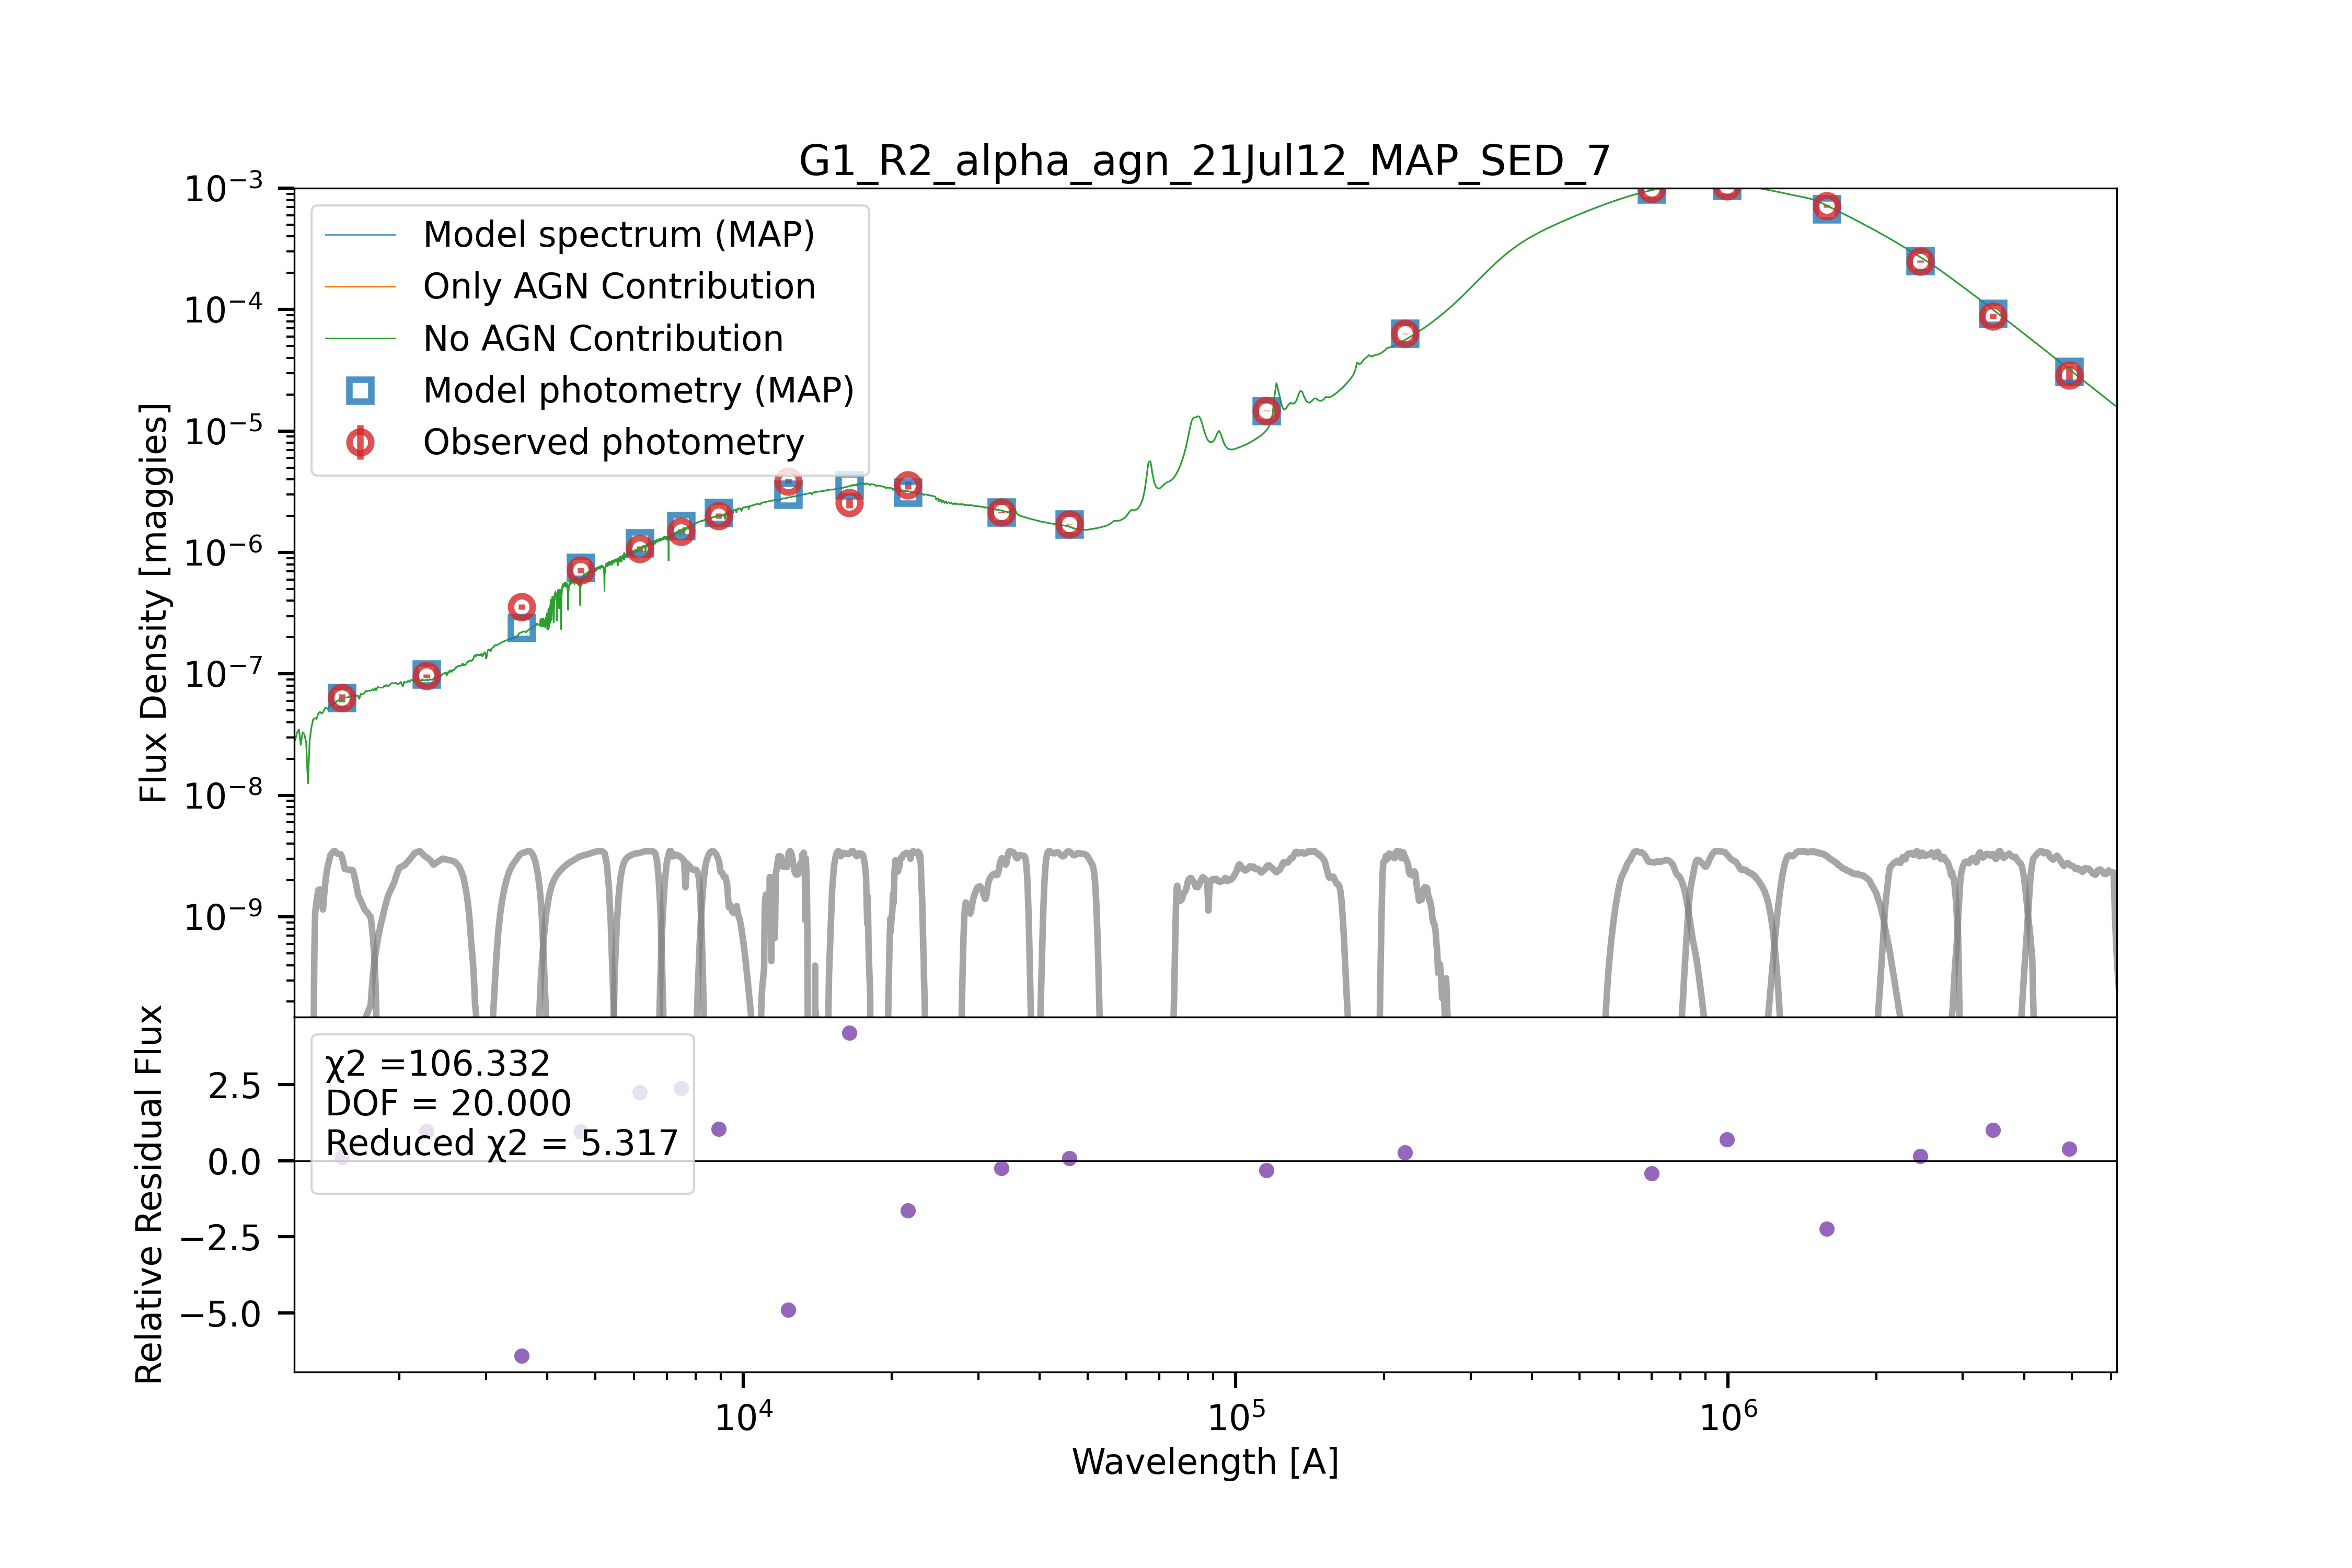 G1_R2_alpha_agn_21Jul12_MAP_SED_7
Flux Density [maggies]
10⁻³
10⁻⁴
10⁻⁵
10⁻⁶
10⁻⁷
10⁻⁸
10⁻⁹
Model spectrum (MAP)
Only AGN Contribution
No AGN Contribution
Model photometry (MAP)
Observed photometry
Relative Residual Flux
2.5
0.0
−2.5
−5.0
χ2 =106.332
DOF = 20.000
Reduced χ2 = 5.317
10⁴ 10⁵ 10⁶
Wavelength [A]